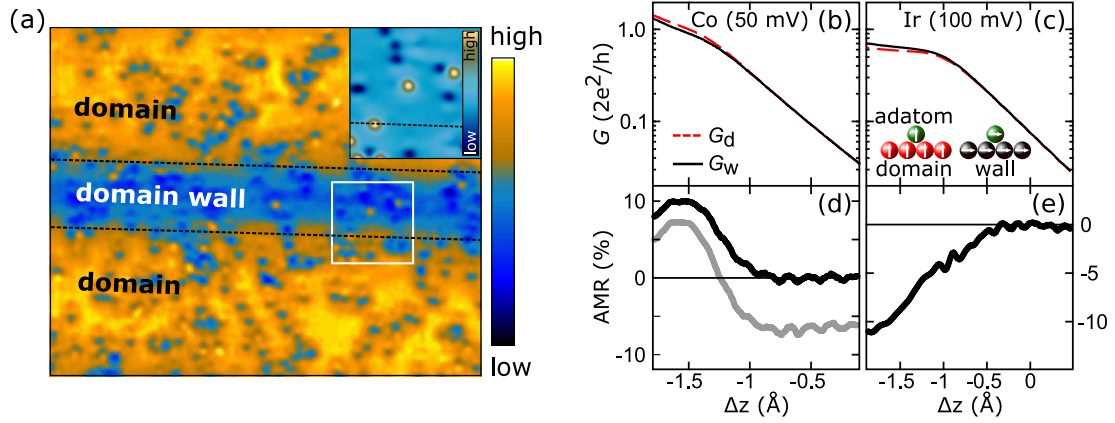 (a)
high
domain
domain wall
domain
high
low
low
Co (50 mV) (b)
Ir (100 mV) (c)
G (2e²/h)
1.0
0.1
G_d
G_w
adatom
domain
wall
(d)
(e)
AMR (%)
10
0
-10
0
-5
-10
-1.5 -1 -0.5
-1.5 -1 -0.5 0
Δz (Å)
Δz (Å)